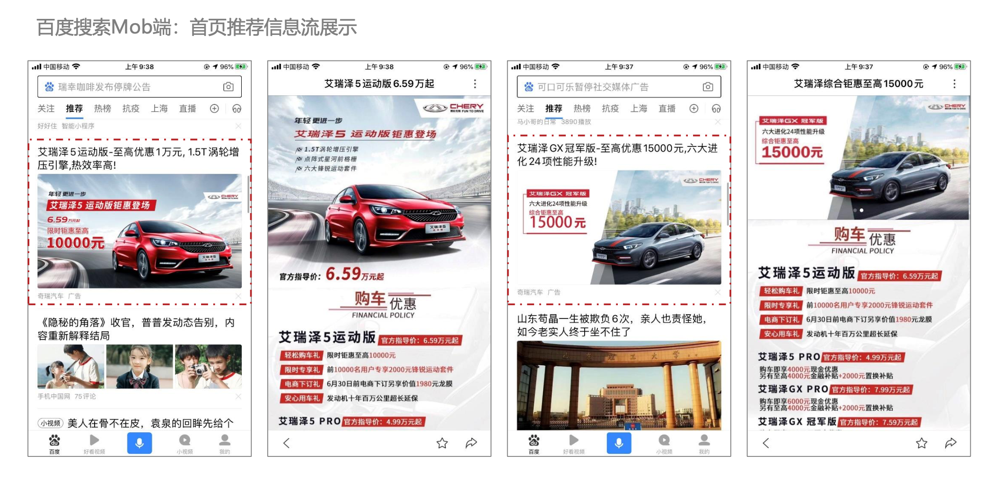 百度搜索Mob端：首页推荐信息流展示
中国移动
上午9:38
96%
瑞幸咖啡发布停牌公告
关注 推荐 热榜 抗疫 上海 直播
好好住 智能小程序
艾瑞泽5运动版-至高优惠1万元, 1.5T涡轮增
压引擎,热效率高!
年轻 更进一步
CHERY
艾瑞泽5 运动版钜惠登场
6.59万元起
限时钜惠至高
10000元
艾瑞泽5
奇瑞汽车 广告
《隐秘的角落》收官，普普发动态告别，内
容重新解释结局
手机中国网 75评论
小视频 美人在骨不在皮，袁泉的回眸先给个
百度 好看视频 小视频 我的
中国移动
上午9:38
96%
艾瑞泽5运动版6.59万起
CHERY
FUN TO DRIVE
年轻 更进一步
艾瑞泽5 运动版钜惠登场
1.5T涡轮增压引擎
点阵式星河前格栅
六大锋锐运动套件
艾瑞泽5
官方指导价：6.59万元起
购车优惠
FINANCIAL POLICY
艾瑞泽5运动版 官方指导价：6.59万元起
轻松购车礼 限时钜惠至高10000元
限时专享礼 前10000名用户专享2000元锋锐运动套件
电商下订礼 6月30日前电商下订另享价值1980元龙膜
安心用车礼 发动机十年百万公里超长延保
艾瑞泽5 PRO 官方指导价：4.99万元起
中国移动
上午9:37
96%
可口可乐暂停社交媒体广告
关注 推荐 热榜 抗疫 上海 直播
马小哥的日常 3890播放
艾瑞泽GX冠军版-至高优惠15000元,六大进
化24项性能升级!
CHERY
艾瑞泽GX 冠军版
六大进化24项性能升级
综合钜惠至高
15000元
奇瑞汽车 广告
山东苟晶一生被欺负6次，亲人也责怪她，
如今老实人终于坐不住了
山东理工大学
百度 好看视频 小视频 我的
中国移动
上午9:37
96%
艾瑞泽综合钜惠至高15000元
CHERY
艾瑞泽GX 冠军版
六大进化24项性能升级
综合钜惠至高
15000元
购车优惠
FINANCIAL POLICY
艾瑞泽5运动版 官方指导价：6.59万元起
轻松购车礼 限时钜惠至高10000元
限时专享礼 前10000名用户专享2000元锋锐运动套件
电商下订礼 6月30日前电商下订另享价值1980元龙膜
安心用车礼 发动机十年百万公里超长延保
艾瑞泽5 PRO 官方指导价：4.99万元起
购车即享4000元现金优惠
另有至高4000元金融补贴+2000元置换补贴
艾瑞泽GX PRO 官方指导价：7.99万元起
购车即享6000元现金优惠
另有至高4000元金融补贴+2000元置换补贴
艾瑞泽GX 冠军版 官方指导价：7.59万元起